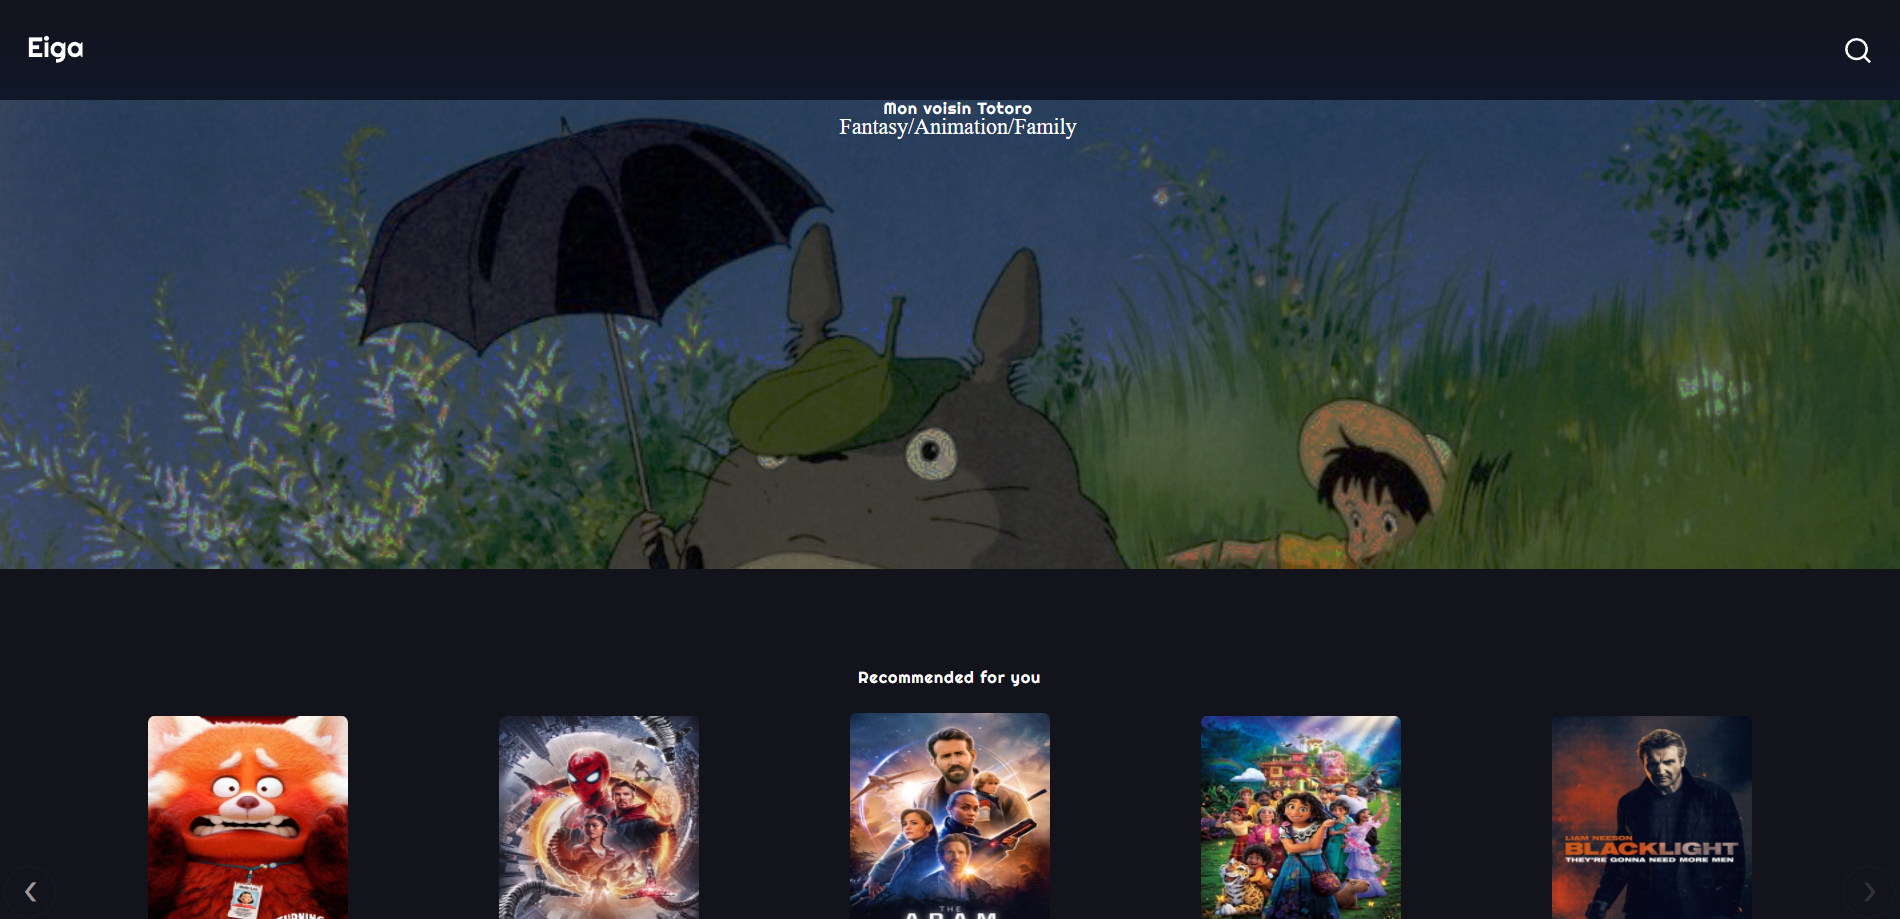 Eiga
Mon voisin Totoro
Fantasy/Animation/Family
Recommended for you
LIAM NEESON
BLACKLIGHT
THEY'RE GONNA NEED MORE MEN
THE